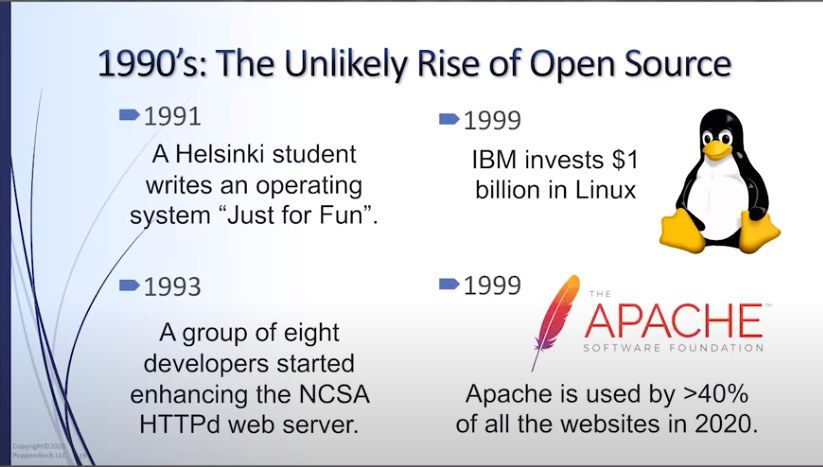 1990's: The Unlikely Rise of Open Source
1991
A Helsinki student
writes an operating
system “Just for Fun”.
1993
A group of eight
developers started
enhancing the NCSA
HTTPd web server.
1999
IBM invests $1
billion in Linux
1999
THE
APACHE™
SOFTWARE FOUNDATION
Apache is used by >40%
of all the websites in 2020.
Copyright©2020
Poppendieck.LLC